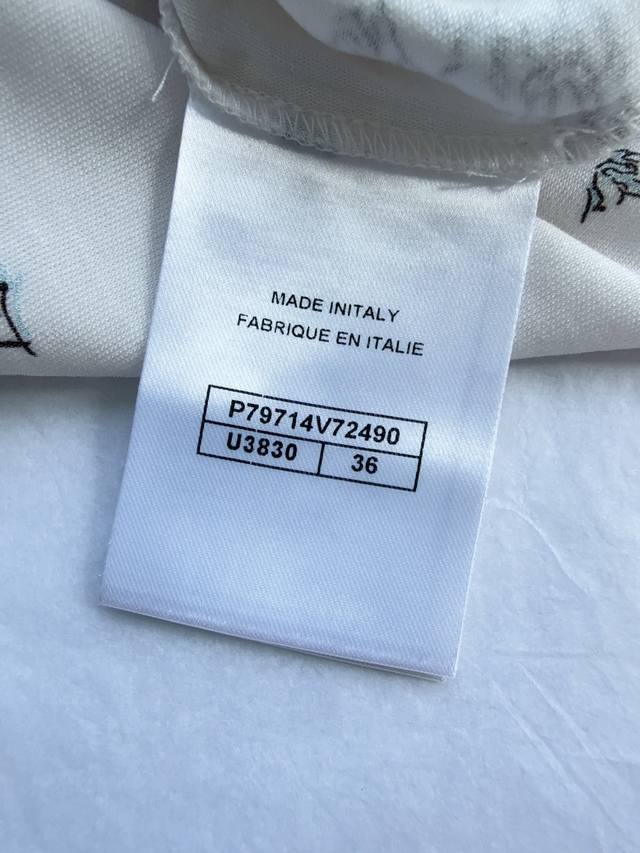 MADE INITALY
FABRIQUE EN ITALIE
P79714V72490
U3830 36